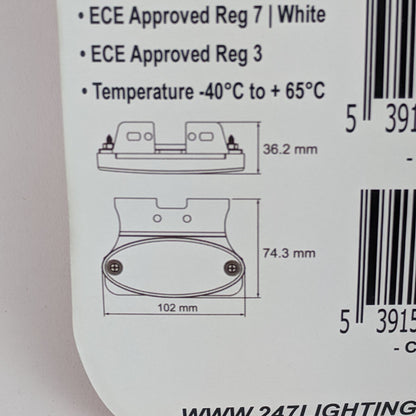 • ECE Approved Reg 7 | White
• ECE Approved Reg 3
• Temperature -40°C to + 65°C
5 3915
36.2 mm
-
74.3 mm
102 mm
5 3915
- C
WWW.247LIGHTING